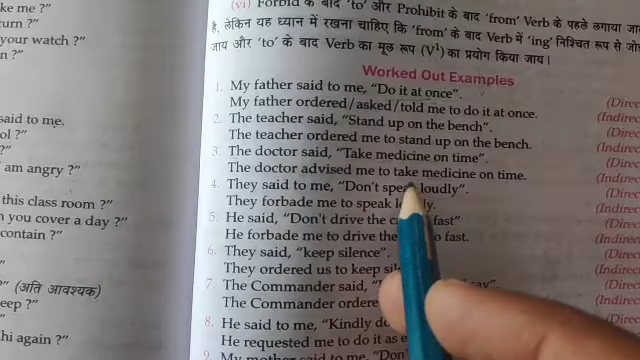 ke me ?"
turn ?"
your watch ?"
n ?"
said to me.
ol ?"
?"
am angry ?"
this class room ?"
n you cover a day ?"
contain ?"
"
?" (अति आवश्यक)
eep ?"
?"
hi again ?"
(vi) Forbid के बाद 'to' और Prohibit के बाद 'from' Verb के पहले लगाया जा
है, लेकिन यह ध्यान में रखना चाहिए कि 'from' के बाद Verb में 'ing' निश्चित रूप से जो
जाय और 'to' के बाद Verb का मूल रूप (V¹) का प्रयोग किया जाय।
Worked Out Examples
1. My father said to me, "Do it at once". (Direc
My father ordered/asked/told me to do it at once. (Indirec
2. The teacher said, "Stand up on the bench". (Direc
The teacher ordered me to stand up on the bench. (Indirec
3. The doctor said, "Take medicine on time". (Direc
The doctor advised me to take medicine on time. (Indirec
4. They said to me, "Don't speak loudly". (Direc
They forbade me to speak (Indirec
5. He said, "Don't drive the fast" (Direc
He forbade me to drive the fast. (Indirec
6. They said, "keep silence". (Direc
They ordered us to keep (Indirec
7. The Commander said, (Direc
The Commander (Indirec
8. He said to me, "Kindly do
He requested me to do it as
9. My mother said to me, "Don'